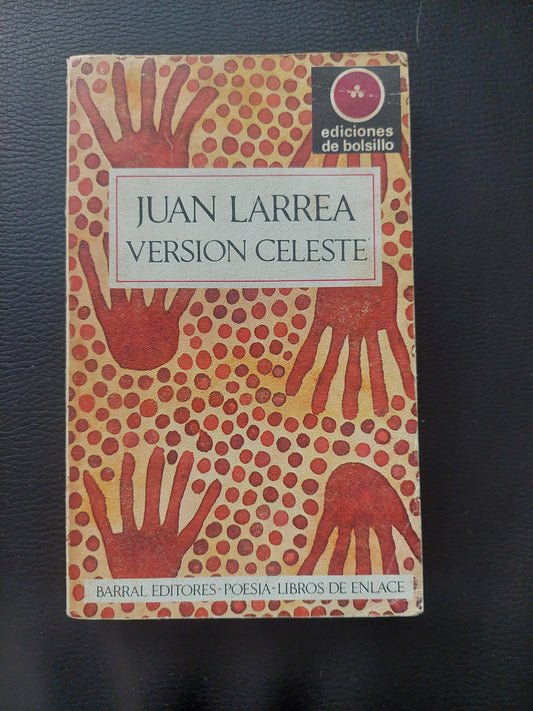 ediciones
de bolsillo
JUAN LARREA
VERSION CELESTE
BARRAL EDITORES - POESIA - LIBROS DE ENLACE